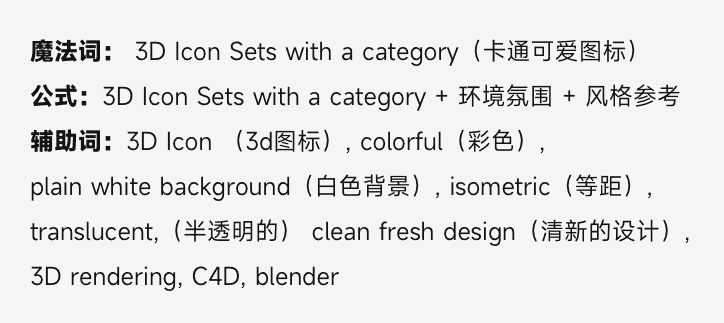 魔法词： 3D Icon Sets with a category（卡通可爱图标）
公式：3D Icon Sets with a category + 环境氛围 + 风格参考
辅助词：3D Icon （3d图标）, colorful（彩色）,
plain white background（白色背景）, isometric（等距）,
translucent,（半透明的） clean fresh design（清新的设计）,
3D rendering, C4D, blender